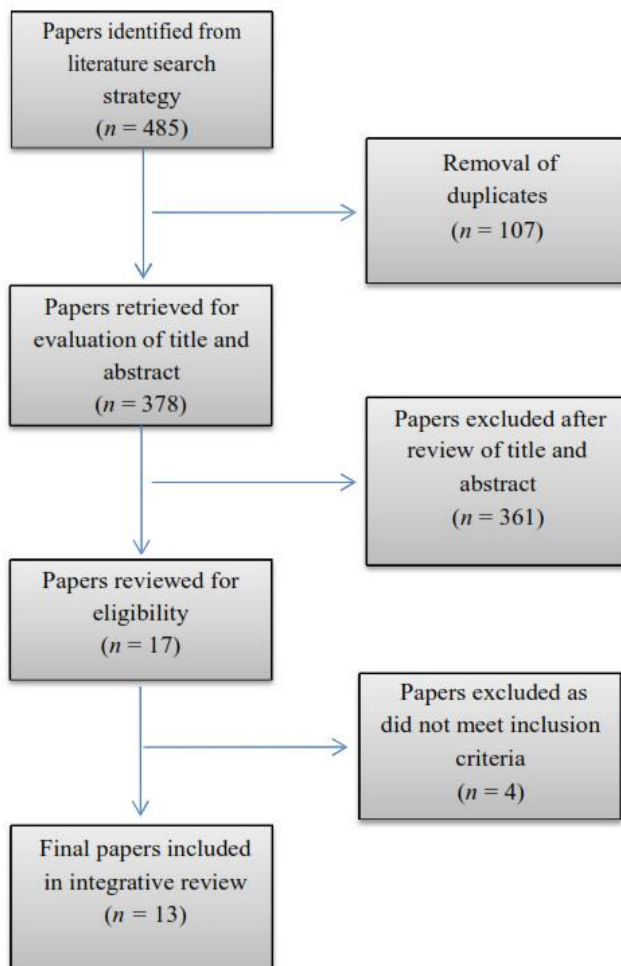 Papers identified from
literature search
strategy
(n = 485)
Removal of
duplicates
(n = 107)
Papers retrieved for
evaluation of title and
abstract
(n = 378)
Papers excluded after
review of title and
abstract
(n = 361)
Papers reviewed for
eligibility
(n = 17)
Papers excluded as
did not meet inclusion
criteria
(n = 4)
Final papers included
in integrative review
(n = 13)